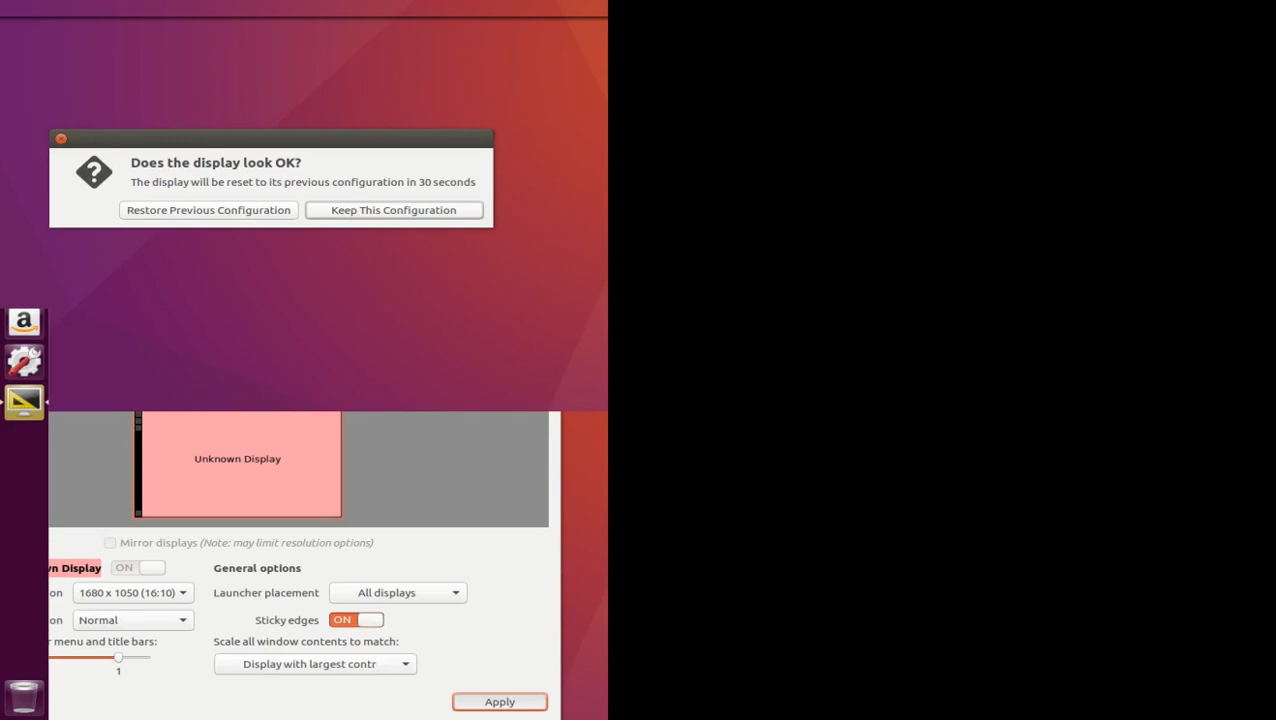 Does the display look OK?
The display will be reset to its previous configuration in 30 seconds
Restore Previous Configuration
Keep This Configuration
a
Unknown Display
Mirror displays (Note: may limit resolution options)
vn Display
ON
General options
on
1680 x 1050 (16:10)
Launcher placement
All displays
on
Normal
Sticky edges
ON
r menu and title bars:
Scale all window contents to match:
1
Display with largest contr
Apply